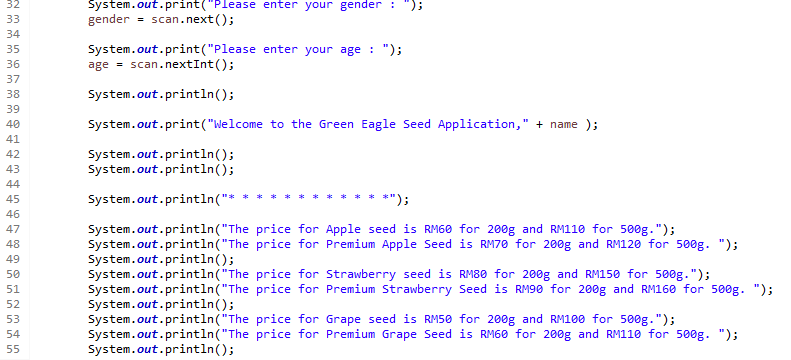 32 System.out.print("Please enter your gender : ");
33 gender = scan.next();
34
35 System.out.print("Please enter your age : ");
36 age = scan.nextInt();
37
38 System.out.println();
39
40 System.out.print("Welcome to the Green Eagle Seed Application," + name );
41
42 System.out.println();
43 System.out.println();
44
45 System.out.println("* * * * * * * * * * * *");
46
47 System.out.println("The price for Apple seed is RM60 for 200g and RM110 for 500g.");
48 System.out.println("The price for Premium Apple Seed is RM70 for 200g and RM120 for 500g. ");
49 System.out.println();
50 System.out.println("The price for Strawberry seed is RM80 for 200g and RM150 for 500g.");
51 System.out.println("The price for Premium Strawberry Seed is RM90 for 200g and RM160 for 500g. ");
52 System.out.println();
53 System.out.println("The price for Grape seed is RM50 for 200g and RM100 for 500g.");
54 System.out.println("The price for Premium Grape Seed is RM60 for 200g and RM110 for 500g. ");
55 System.out.println();